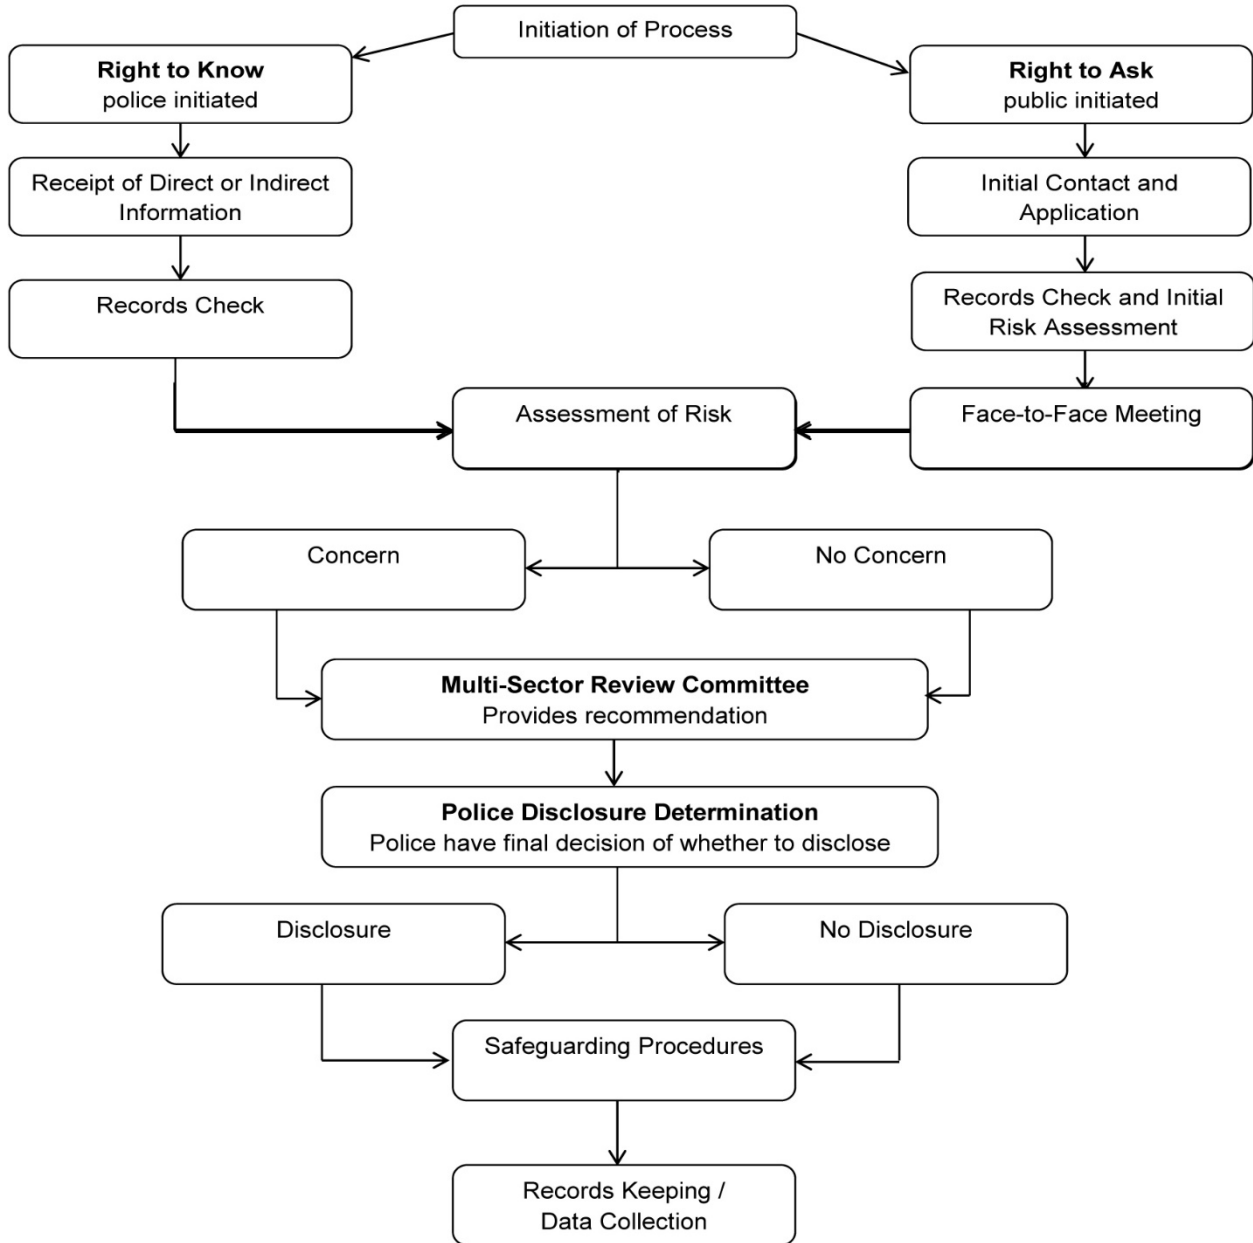 Initiation of Process
Right to Know
police initiated
Right to Ask
public initiated
Receipt of Direct or Indirect
Information
Initial Contact and
Application
Records Check
Records Check and Initial
Risk Assessment
Assessment of Risk
Face-to-Face Meeting
Concern
No Concern
Multi-Sector Review Committee
Provides recommendation
Police Disclosure Determination
Police have final decision of whether to disclose
Disclosure
No Disclosure
Safeguarding Procedures
Records Keeping /
Data Collection